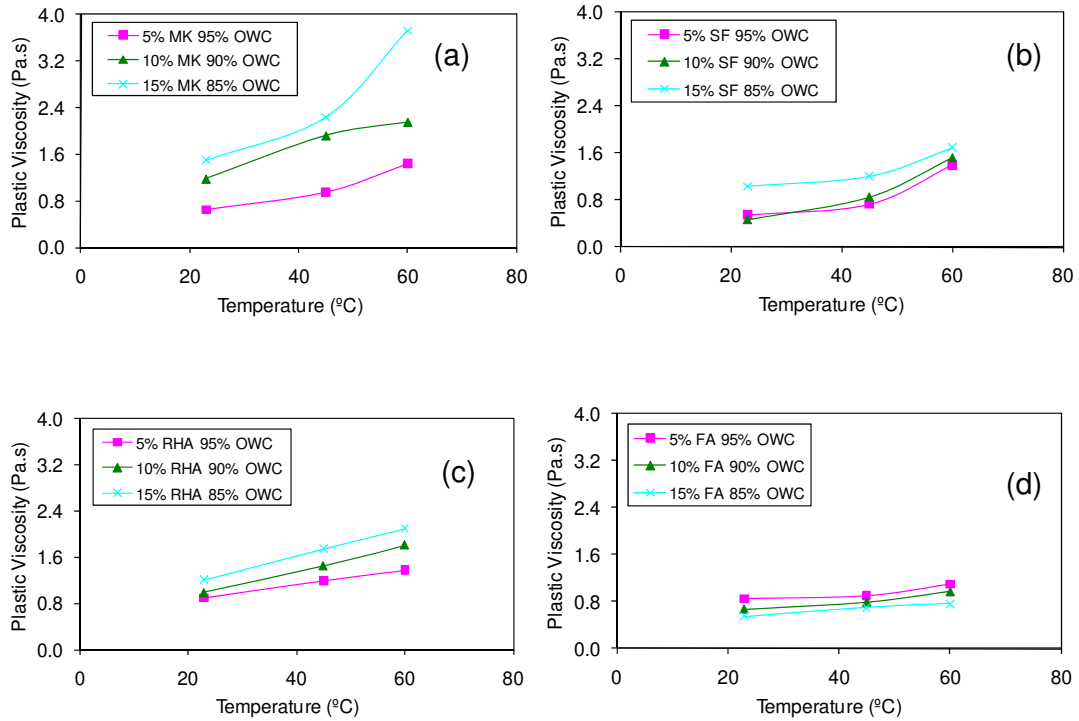 4.0
3.2
2.4
1.6
0.8
0.0
Plastic Viscosity (Pa.s)
5% MK 95% OWC
10% MK 90% OWC
15% MK 85% OWC
(a)
0 20 40 60 80
Temperature (ºC)
4.0
3.2
2.4
1.6
0.8
0.0
Plastic Viscosity (Pa.s)
5% SF 95% OWC
10% SF 90% OWC
15% SF 85% OWC
(b)
0 20 40 60 80
Temperature (ºC)
4.0
3.2
2.4
1.6
0.8
0.0
Plastic Viscosity (Pa.s)
5% RHA 95% OWC
10% RHA 90% OWC
15% RHA 85% OWC
(c)
0 20 40 60 80
Temperature (ºC)
4.0
3.2
2.4
1.6
0.8
0.0
Plastic Viscosity (Pa.s)
5% FA 95% OWC
10% FA 90% OWC
15% FA 85% OWC
(d)
0 20 40 60 80
Temperature (ºC)